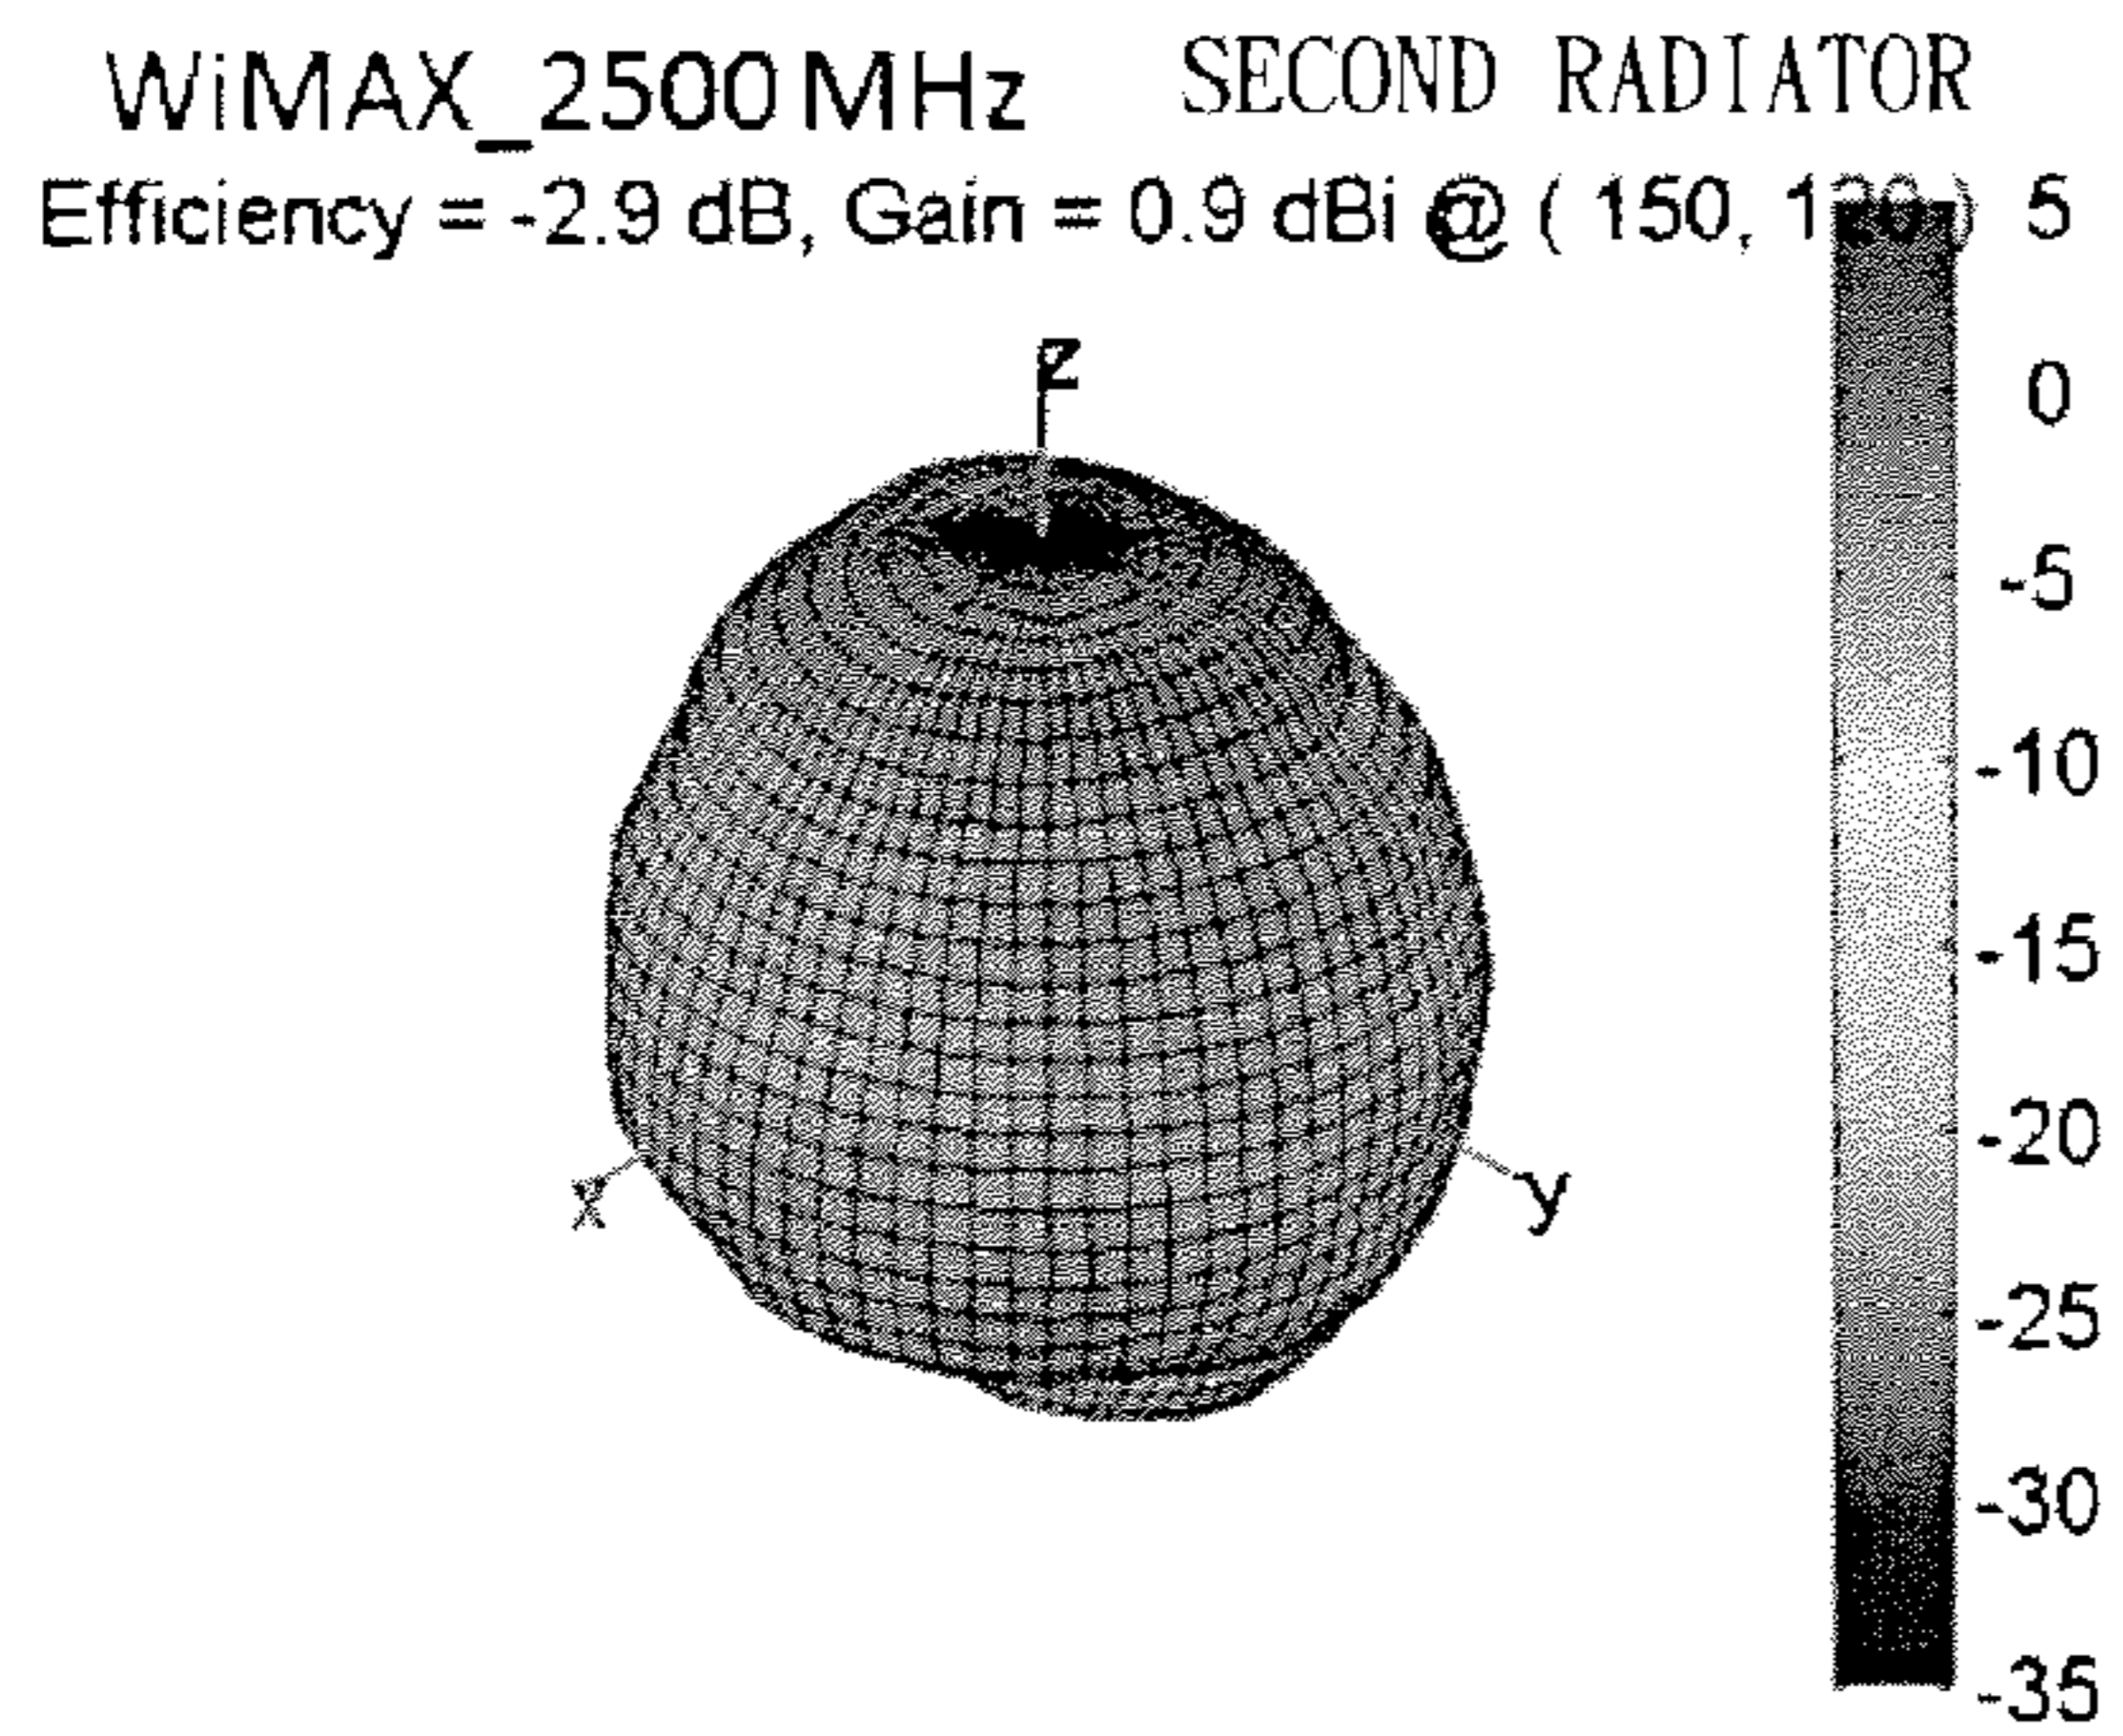 WiMAX_2500 MHz SECOND RADIATOR
Efficiency = -2.9 dB, Gain = 0.9 dBi @ ( 150, 120 )
5
0
-5
-10
-15
-20
-25
-30
-35
z
x
y